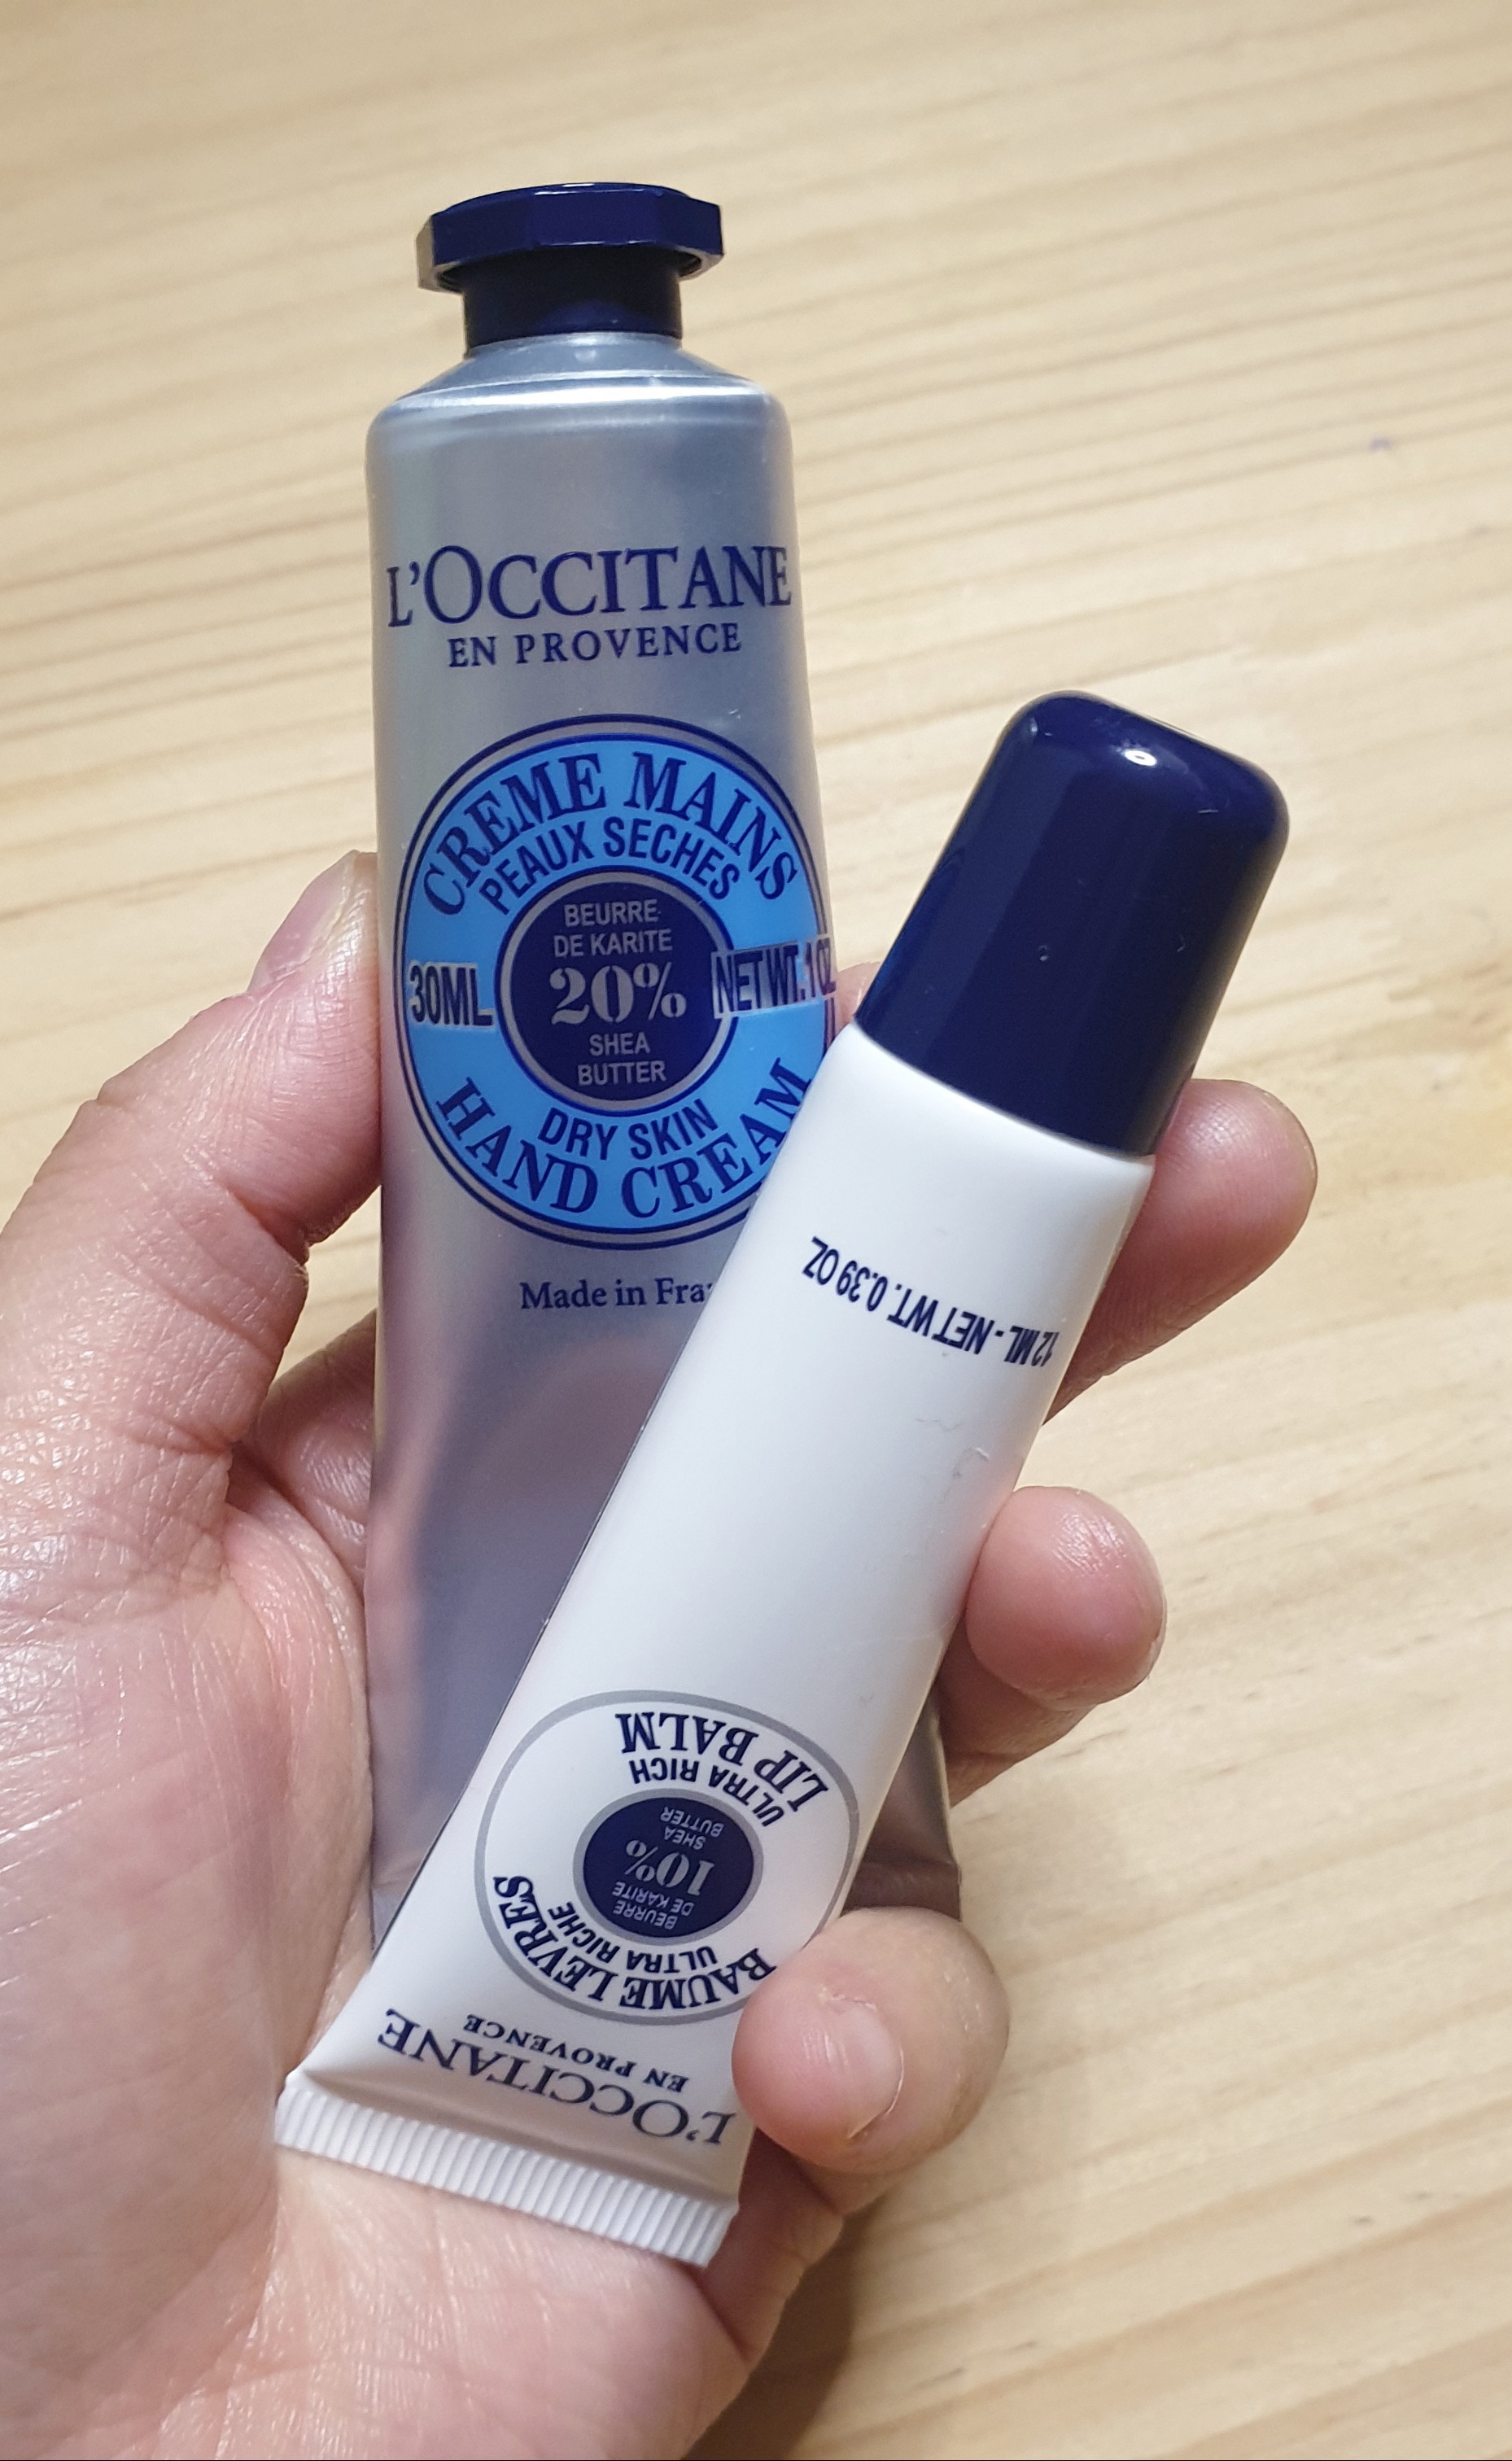 L'OCCITANE
EN PROVENCE
CREME MAINS
PEAUX SECHES
BEURRE
DE KARITE
20%
SHEA
BUTTER
30ML
NET WT. 1 OZ
DRY SKIN
HAND CREAM
Made in
L'OCCITANE
EN PROVENCE
BAUME LEVRES
ULTRA RICHE
BEURRE
DE KARITE
10%
SHEA
BUTTER
ULTRA RICH
LIP BALM
12 ML - NET WT. 0.39 OZ